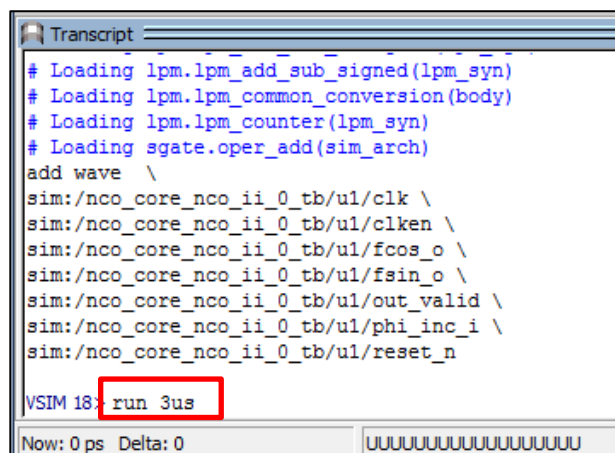 Transcript
# Loading lpm.lpm_add_sub_signed(lpm_syn)
# Loading lpm.lpm_common_conversion(body)
# Loading lpm.lpm_counter(lpm_syn)
# Loading sgate.oper_add(sim_arch)
add wave  \
sim:/nco_core_nco_ii_0_tb/u1/clk \
sim:/nco_core_nco_ii_0_tb/u1/clken \
sim:/nco_core_nco_ii_0_tb/u1/fcos_o \
sim:/nco_core_nco_ii_0_tb/u1/fsin_o \
sim:/nco_core_nco_ii_0_tb/u1/out_valid \
sim:/nco_core_nco_ii_0_tb/u1/phi_inc_i \
sim:/nco_core_nco_ii_0_tb/u1/reset_n
VSIM 18> run 3us
Now: 0 ps  Delta: 0
UUUUUUUUUUUUUUUUUU